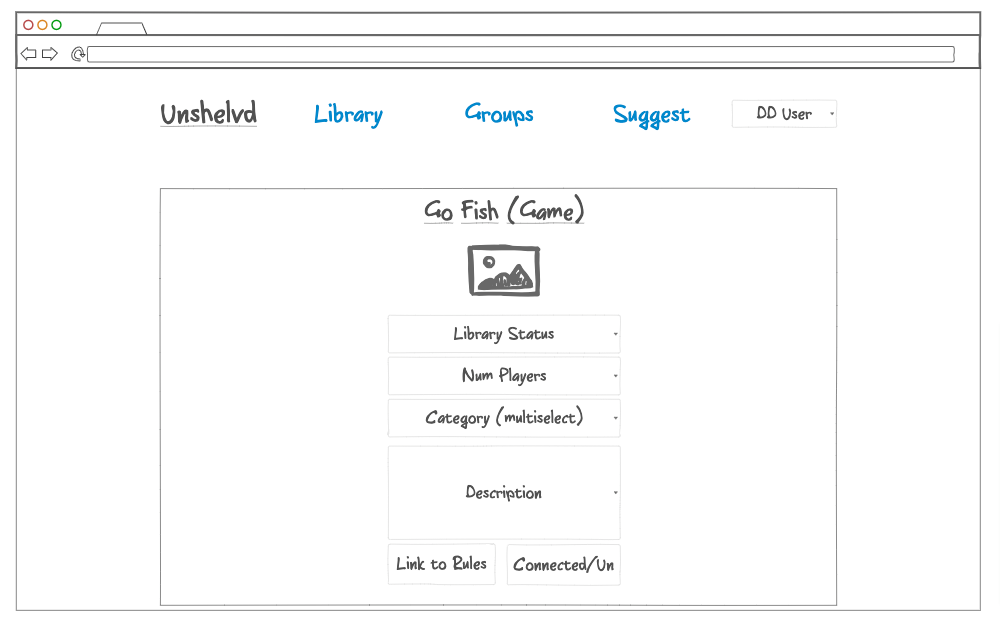 Unshelvd Library Groups Suggest DD User
Go Fish (Game)
Library Status
Num Players
Category (multiselect)
Description
Link to Rules Connected/Un